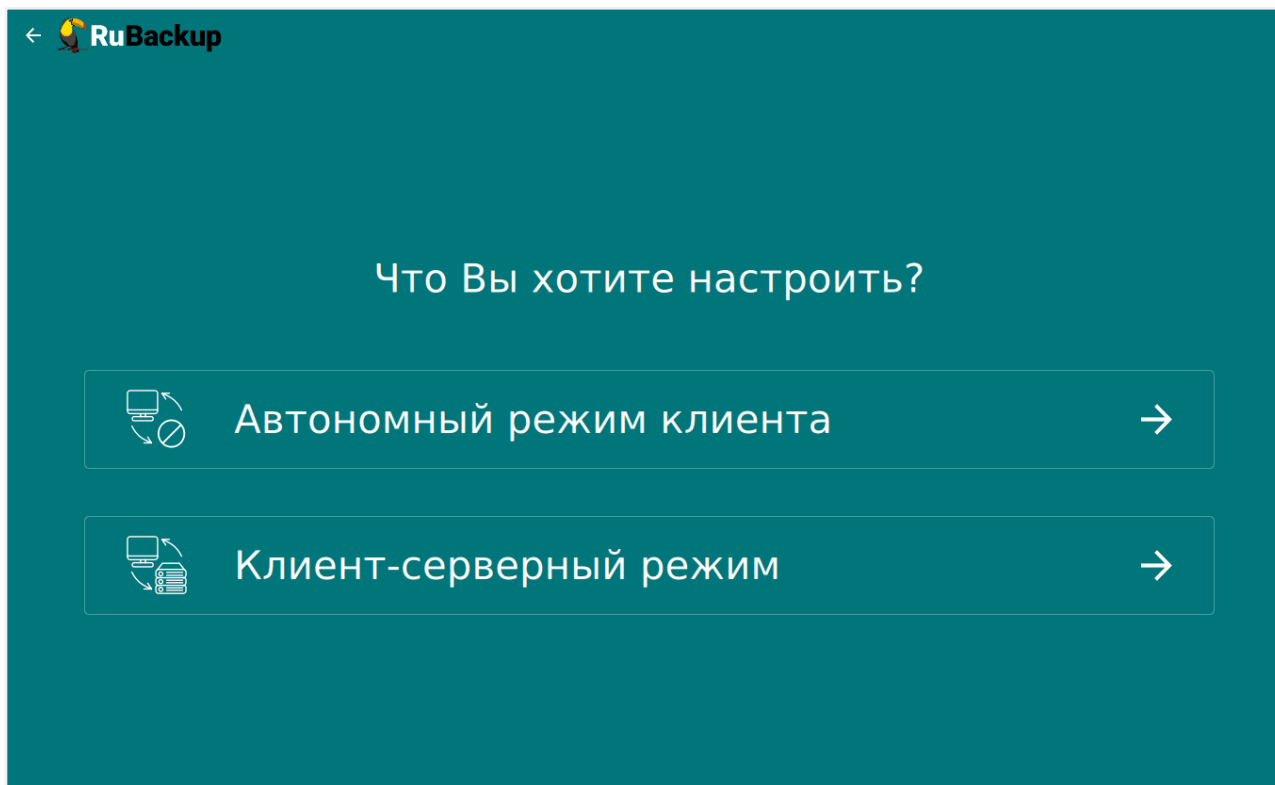 RuBackup
Что Вы хотите настроить?
Автономный режим клиента
Клиент-серверный режим